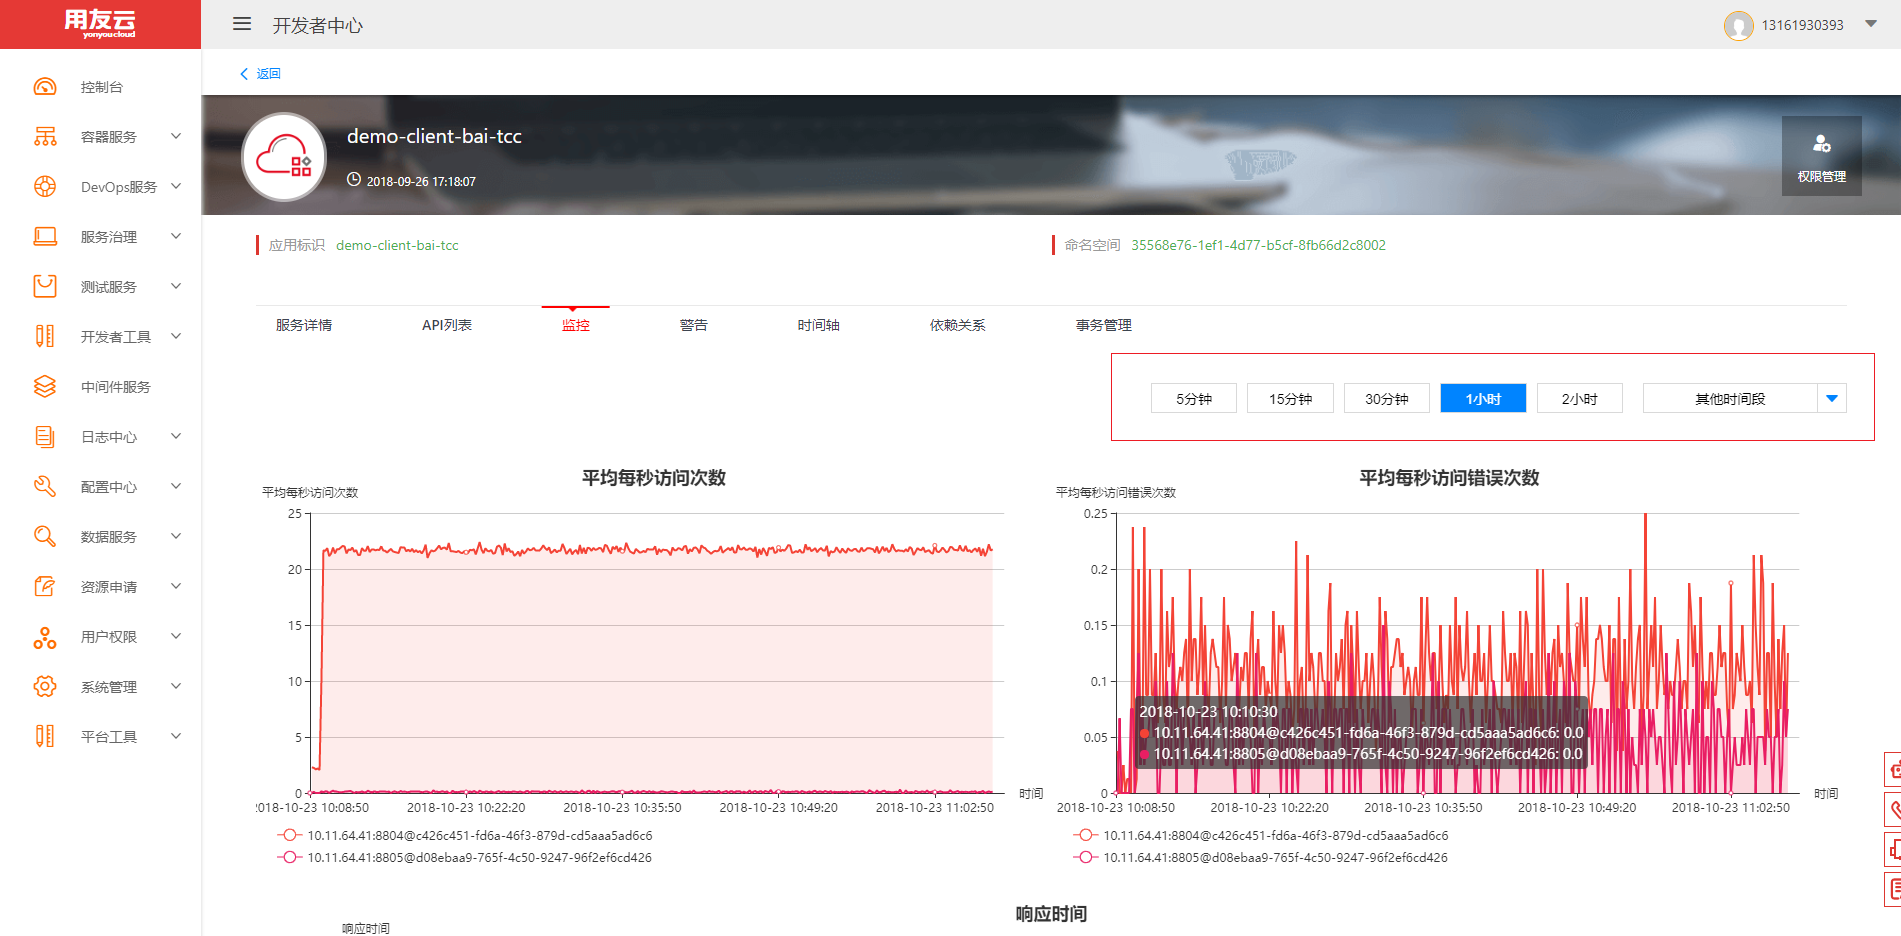 用友云
yonyoucloud
开发者中心
13161930393
控制台
容器服务
DevOps服务
服务治理
测试服务
开发者工具
中间件服务
日志中心
配置中心
数据服务
资源申请
用户权限
系统管理
平台工具
返回
demo-client-bai-tcc
2018-09-26 17:18:07
权限管理
应用标识 demo-client-bai-tcc
命名空间 35568e76-1ef1-4d77-b5cf-8fb66d2c8002
服务详情 API列表 监控 警告 时间轴 依赖关系 事务管理
5分钟 15分钟 30分钟 1小时 2小时 其他时间段
平均每秒访问次数
平均每秒访问次数
25
20
15
10
5
0
2018-10-23 10:08:50 2018-10-23 10:22:20 2018-10-23 10:35:50 2018-10-23 10:49:20 2018-10-23 11:02:50
时间
10.11.64.41:8804@c426c451-fd6a-46f3-879d-cd5aaa5ad6c6
10.11.64.41:8805@d08ebaa9-765f-4c50-9247-96f2ef6cd426
平均每秒访问错误次数
平均每秒访问错误次数
0.25
0.2
0.15
0.1
0.05
0
2018-10-23 10:10:30
10.11.64.41:8804@c426c451-fd6a-46f3-879d-cd5aaa5ad6c6: 0.0
10.11.64.41:8805@d08ebaa9-765f-4c50-9247-96f2ef6cd426: 0.0
2018-10-23 10:08:50 2018-10-23 10:22:20 2018-10-23 10:35:50 2018-10-23 10:49:20 2018-10-23 11:02:50
时间
10.11.64.41:8804@c426c451-fd6a-46f3-879d-cd5aaa5ad6c6
10.11.64.41:8805@d08ebaa9-765f-4c50-9247-96f2ef6cd426
响应时间
响应时间